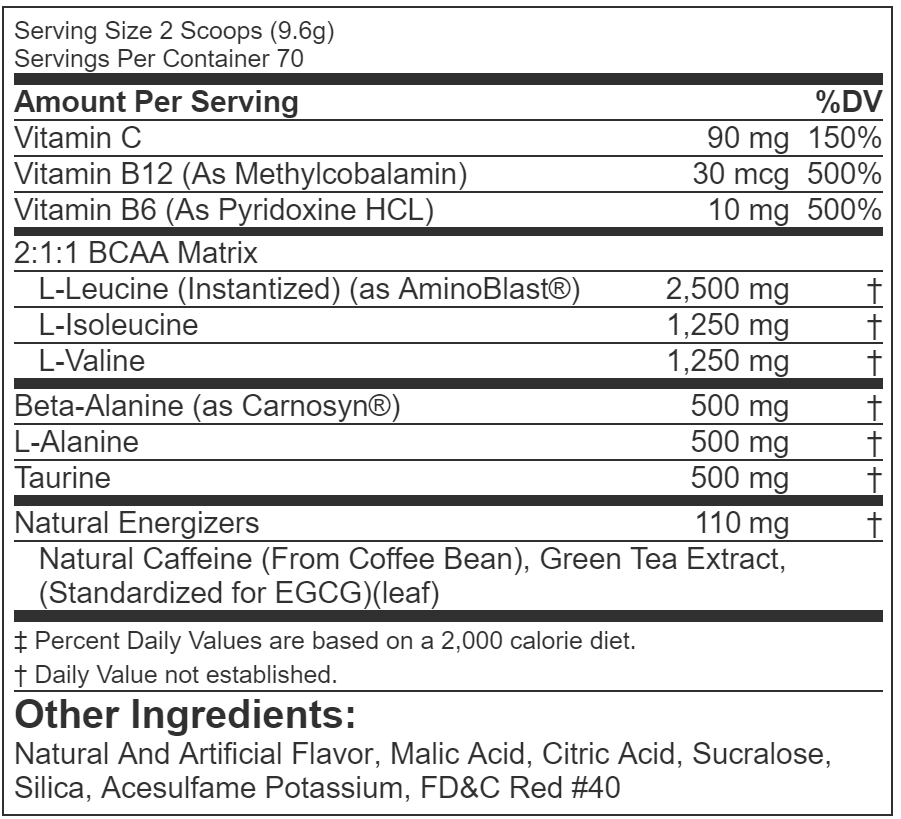 Serving Size 2 Scoops (9.6g)
Servings Per Container 70
Amount Per Serving %DV
Vitamin C 90 mg 150%
Vitamin B12 (As Methylcobalamin) 30 mcg 500%
Vitamin B6 (As Pyridoxine HCL) 10 mg 500%
2:1:1 BCAA Matrix
L-Leucine (Instantized) (as AminoBlast®) 2,500 mg †
L-Isoleucine 1,250 mg †
L-Valine 1,250 mg †
Beta-Alanine (as Carnosyn®) 500 mg †
L-Alanine 500 mg †
Taurine 500 mg †
Natural Energizers 110 mg †
Natural Caffeine (From Coffee Bean), Green Tea Extract,
(Standardized for EGCG)(leaf)
‡ Percent Daily Values are based on a 2,000 calorie diet.
† Daily Value not established.
Other Ingredients:
Natural And Artificial Flavor, Malic Acid, Citric Acid, Sucralose,
Silica, Acesulfame Potassium, FD&C Red #40